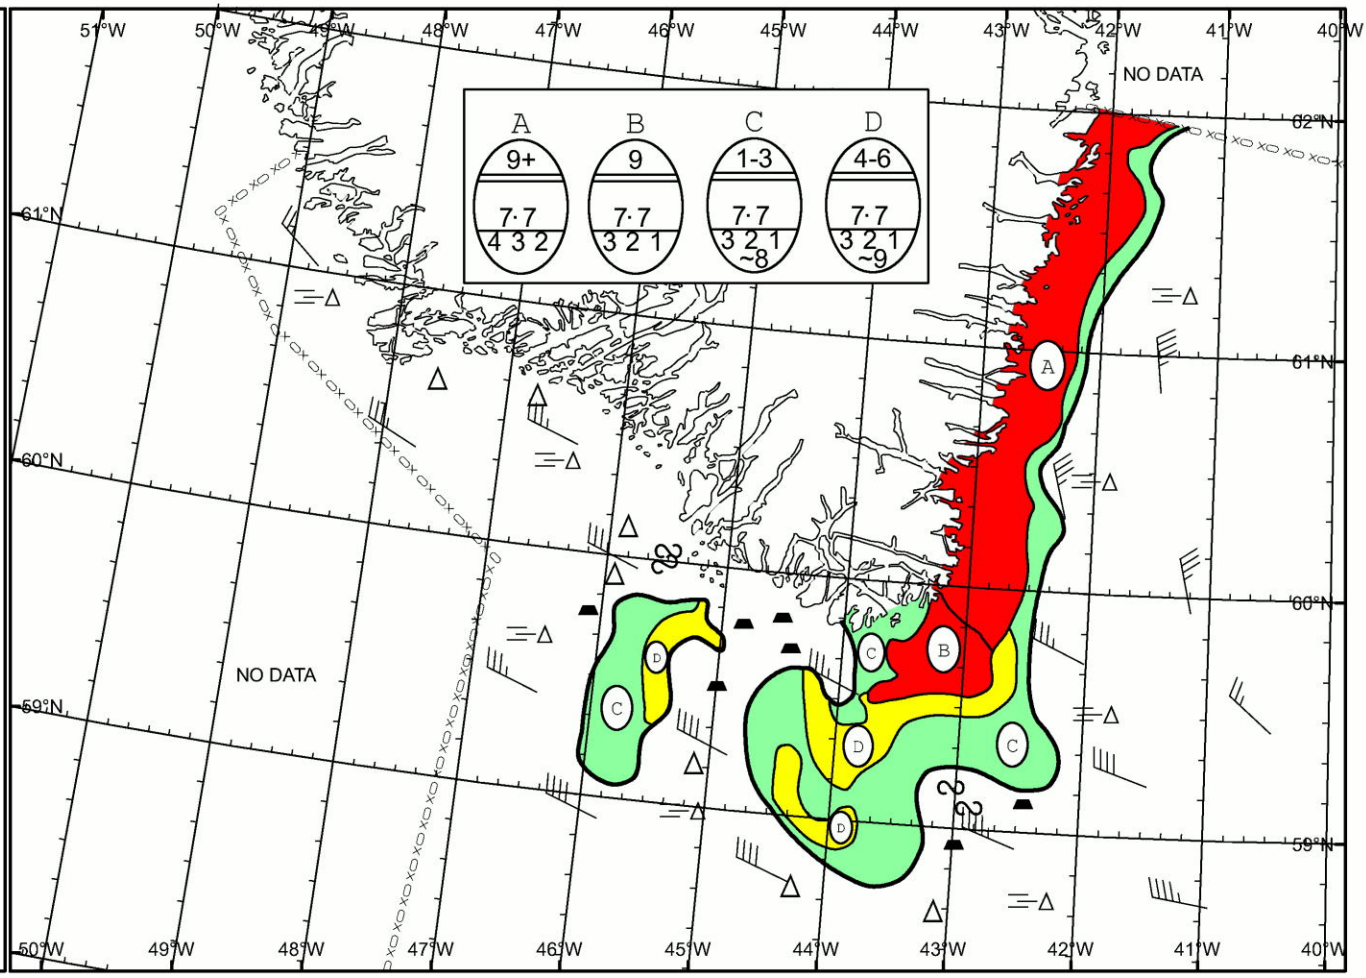 51°W 50°W 49°W 48°W 47°W 46°W 45°W 44°W 43°W 42°W 41°W 40°W
NO DATA
62°N
A B C D
9+ 9 1-3 4-6
7·7 7·7 7·7 7·7
4 3 2 3 2 1 3 2 1 3 2 1
~8 ~9
61°N
61°N
A
60°N
60°N
C B
D
NO DATA
C
59°N
D C
D
59°N
50°W 49°W 48°W 47°W 46°W 45°W 44°W 43°W 42°W 41°W 40°W